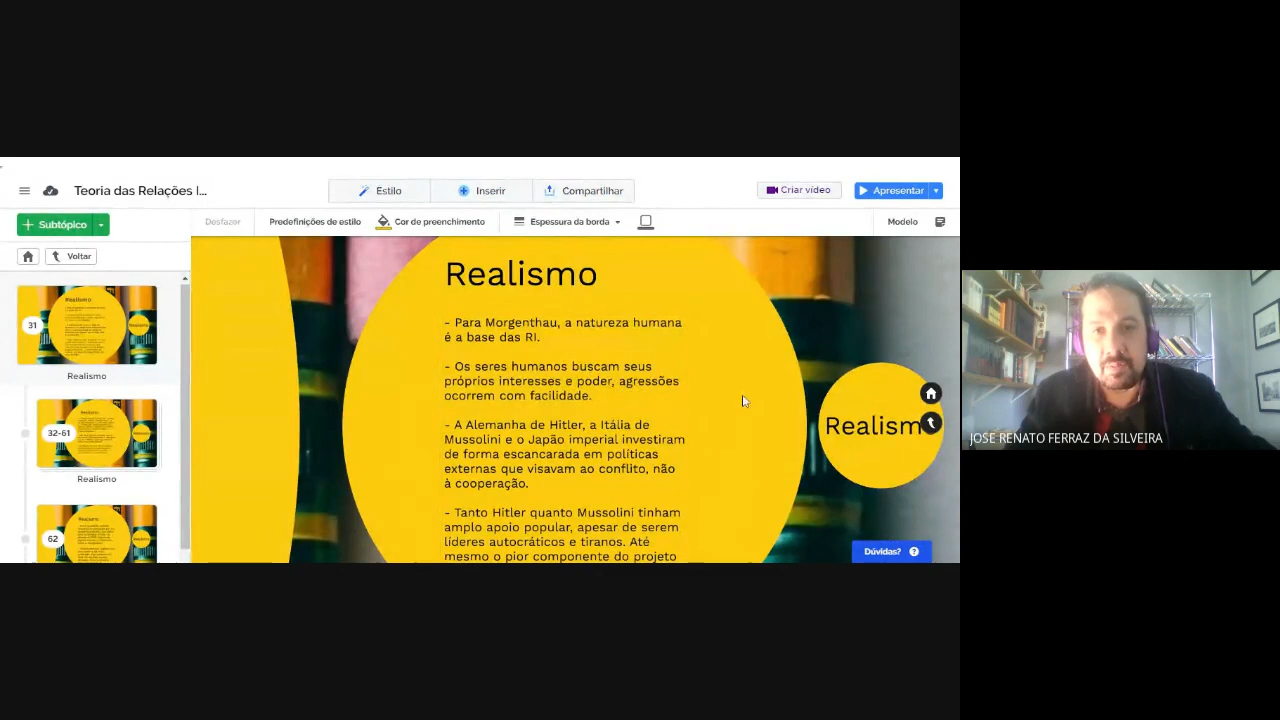 Teoria das Relações I...
Estilo
Inserir
Compartilhar
Criar vídeo
Apresentar
Subtópico
Desfazer
Predefinições de estilo
Cor de preenchimento
Espessura da borda
Modelo
Voltar
31
Realismo
32-61
Realismo
62
Realismo
- Para Morgenthau, a natureza humana
é a base das RI.
- Os seres humanos buscam seus
próprios interesses e poder, agressões
ocorrem com facilidade.
- A Alemanha de Hitler, a Itália de
Mussolini e o Japão imperial investiram
de forma escancarada em políticas
externas que visavam ao conflito, não
à cooperação.
- Tanto Hitler quanto Mussolini tinham
amplo apoio popular, apesar de serem
líderes autocráticos e tiranos. Até
mesmo o pior componente do projeto
Realism
Dúvidas? ?
JOSE RENATO FERRAZ DA SILVEIRA